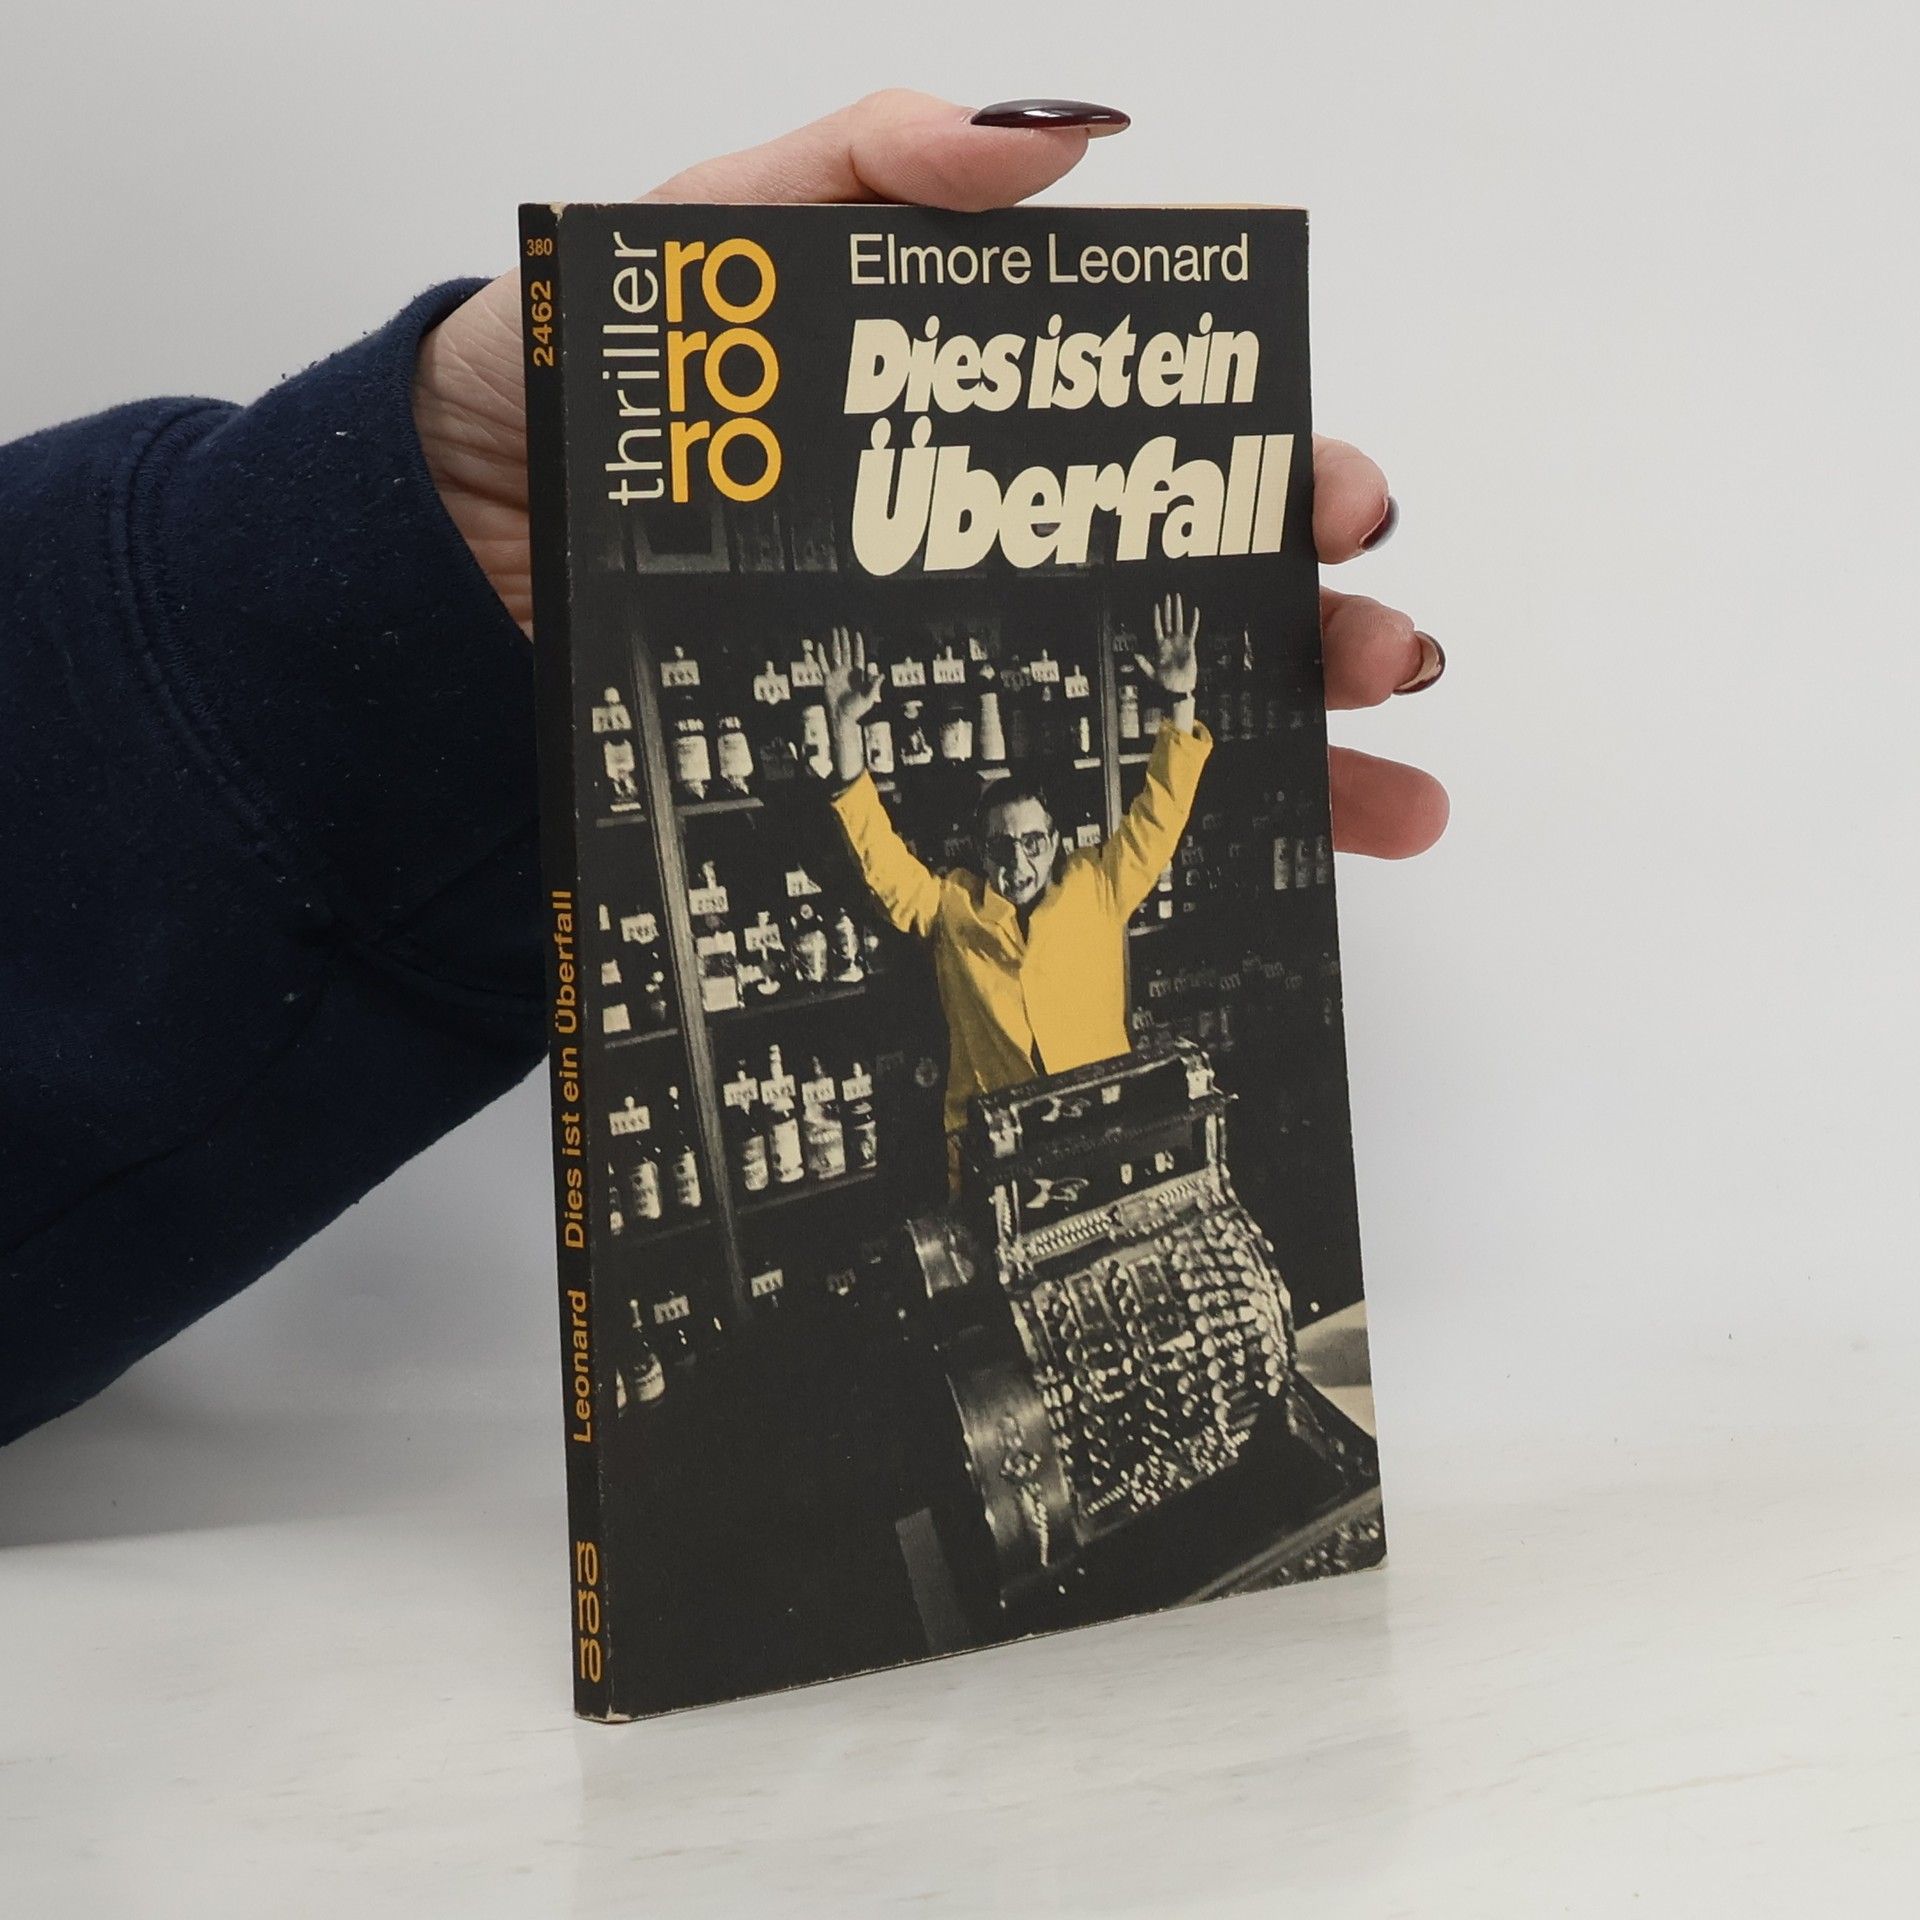 380
2462
Leonard Dies ist ein Überfall
rororo
thriller
ro
ro
ro
Elmore Leonard
Dies ist ein
Überfall